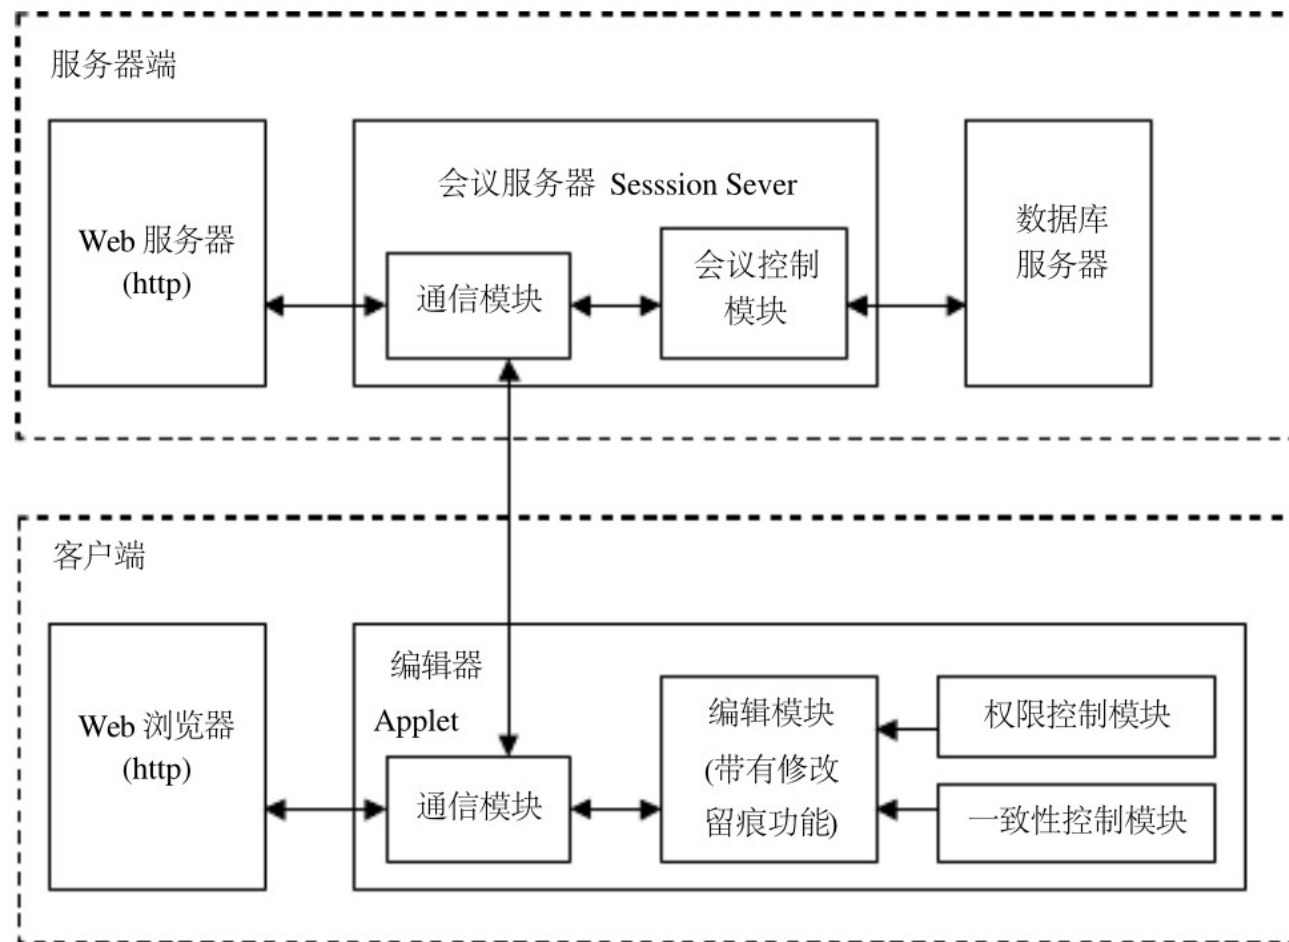 服务器端
Web 服务器
(http)
会议服务器 Sesssion Sever
通信模块
会议控制
模块
数据库
服务器
客户端
Web 浏览器
(http)
编辑器
Applet
通信模块
编辑模块
(带有修改
留痕功能)
权限控制模块
一致性控制模块